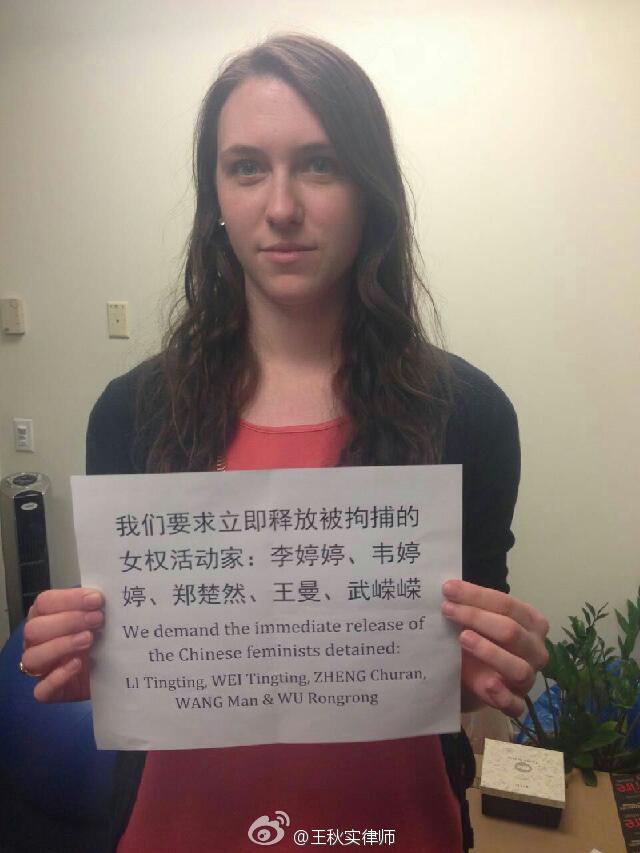 我们要求立即释放被拘捕的
女权活动家：李婷婷、韦婷
婷、郑楚然、王曼、武嵘嵘
We demand the immediate release of
the Chinese feminists detained:
LI Tingting, WEI Tingting, ZHENG Churan,
WANG Man & WU Rongrong
@王秋实律师